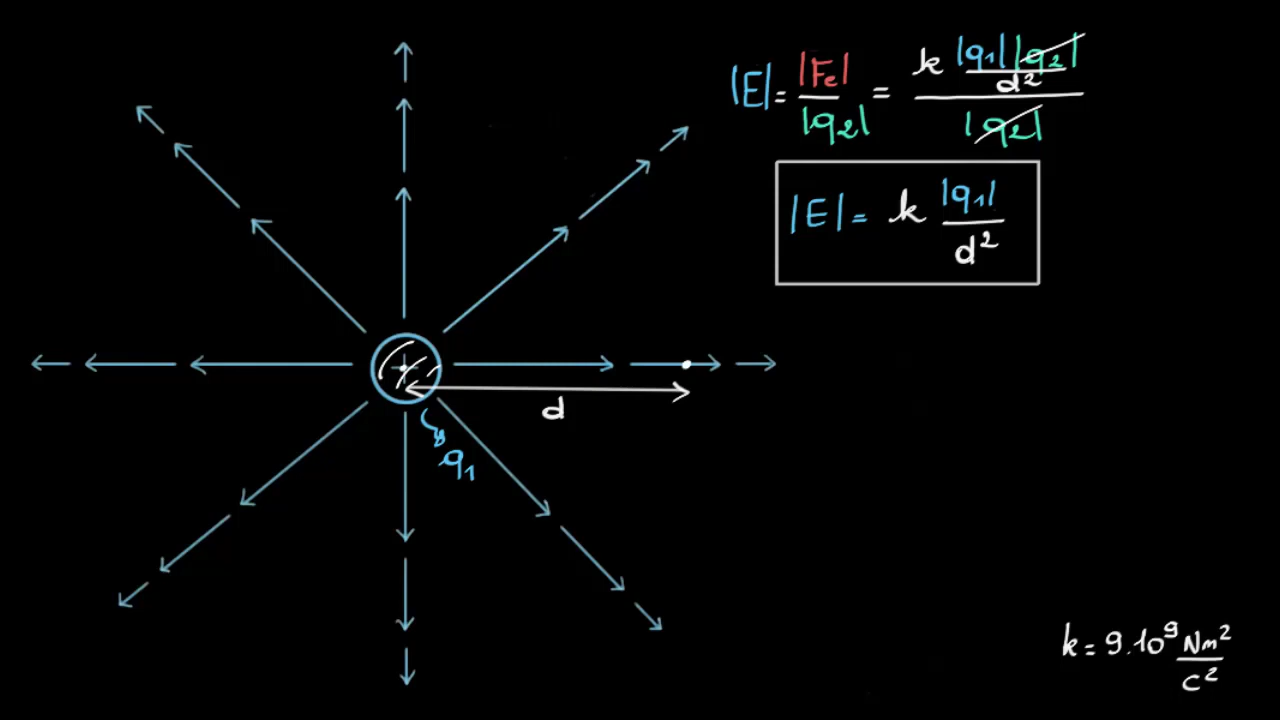 |E| = |Fe| / |q2| = k |q1||q2| / d² / |q2|
|E| = k |q1| / d²
+
d
q1
k = 9.10⁹ Nm² / C²